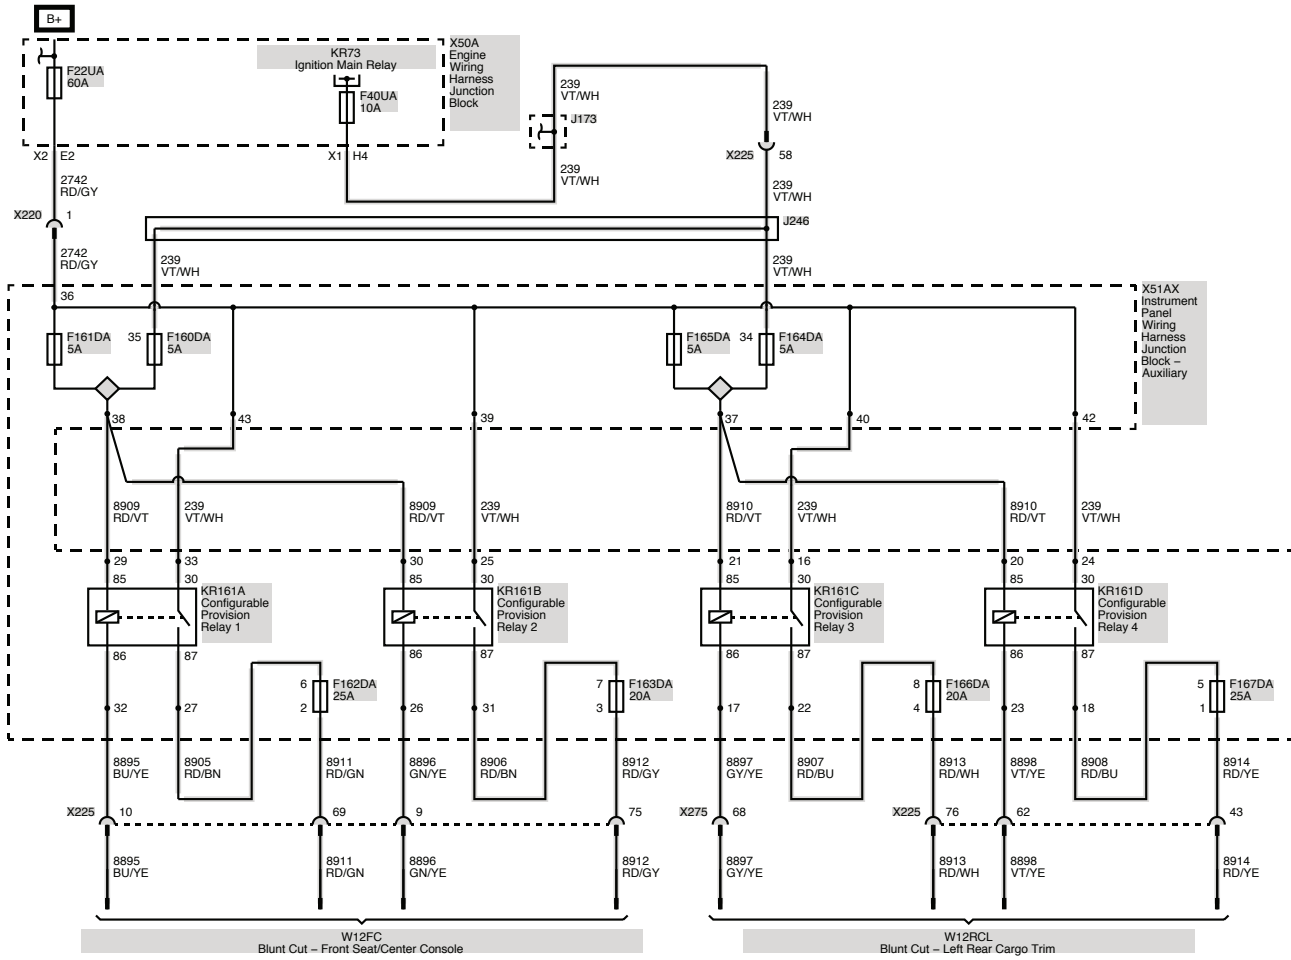 B+
F22UA
60A
KR73
Ignition Main Relay
F40UA
10A
X50A
Engine
Wiring
Harness
Junction
Block
239
VT/WH
J173
239
VT/WH
X2 E2
X1 H4
239
VT/WH
X225 58
2742
RD/GY
239
VT/WH
X220 1
J246
2742
RD/GY
239
VT/WH
239
VT/WH
36
X51AX
Instrument
Panel
Wiring
Harness
Junction
Block –
Auxiliary
F161DA
5A
35
F160DA
5A
F165DA
5A
34
F164DA
5A
38
43
39
37
40
42
8909
RD/VT
239
VT/WH
8909
RD/VT
239
VT/WH
8910
RD/VT
239
VT/WH
8910
RD/VT
239
VT/WH
29
33
30
25
21
16
20
24
85
30
85
30
85
30
85
30
KR161A
Configurable
Provision
Relay 1
KR161B
Configurable
Provision
Relay 2
KR161C
Configurable
Provision
Relay 3
KR161D
Configurable
Provision
Relay 4
86
87
86
87
86
87
86
87
6
F162DA
25A
2
7
F163DA
20A
3
8
F166DA
20A
4
5
F167DA
25A
1
32
27
26
31
17
22
23
18
8895
BU/YE
8905
RD/BN
8911
RD/GN
8896
GN/YE
8906
RD/BN
8912
RD/GY
8897
GY/YE
8907
RD/BU
8913
RD/WH
8898
VT/YE
8908
RD/BU
8914
RD/YE
X225 10
69
9
75
X275 68
X225 76
62
43
8895
BU/YE
8911
RD/GN
8896
GN/YE
8912
RD/GY
8897
GY/YE
8913
RD/WH
8898
VT/YE
8914
RD/YE
W12FC
Blunt Cut – Front Seat/Center Console
W12RCL
Blunt Cut – Left Rear Cargo Trim